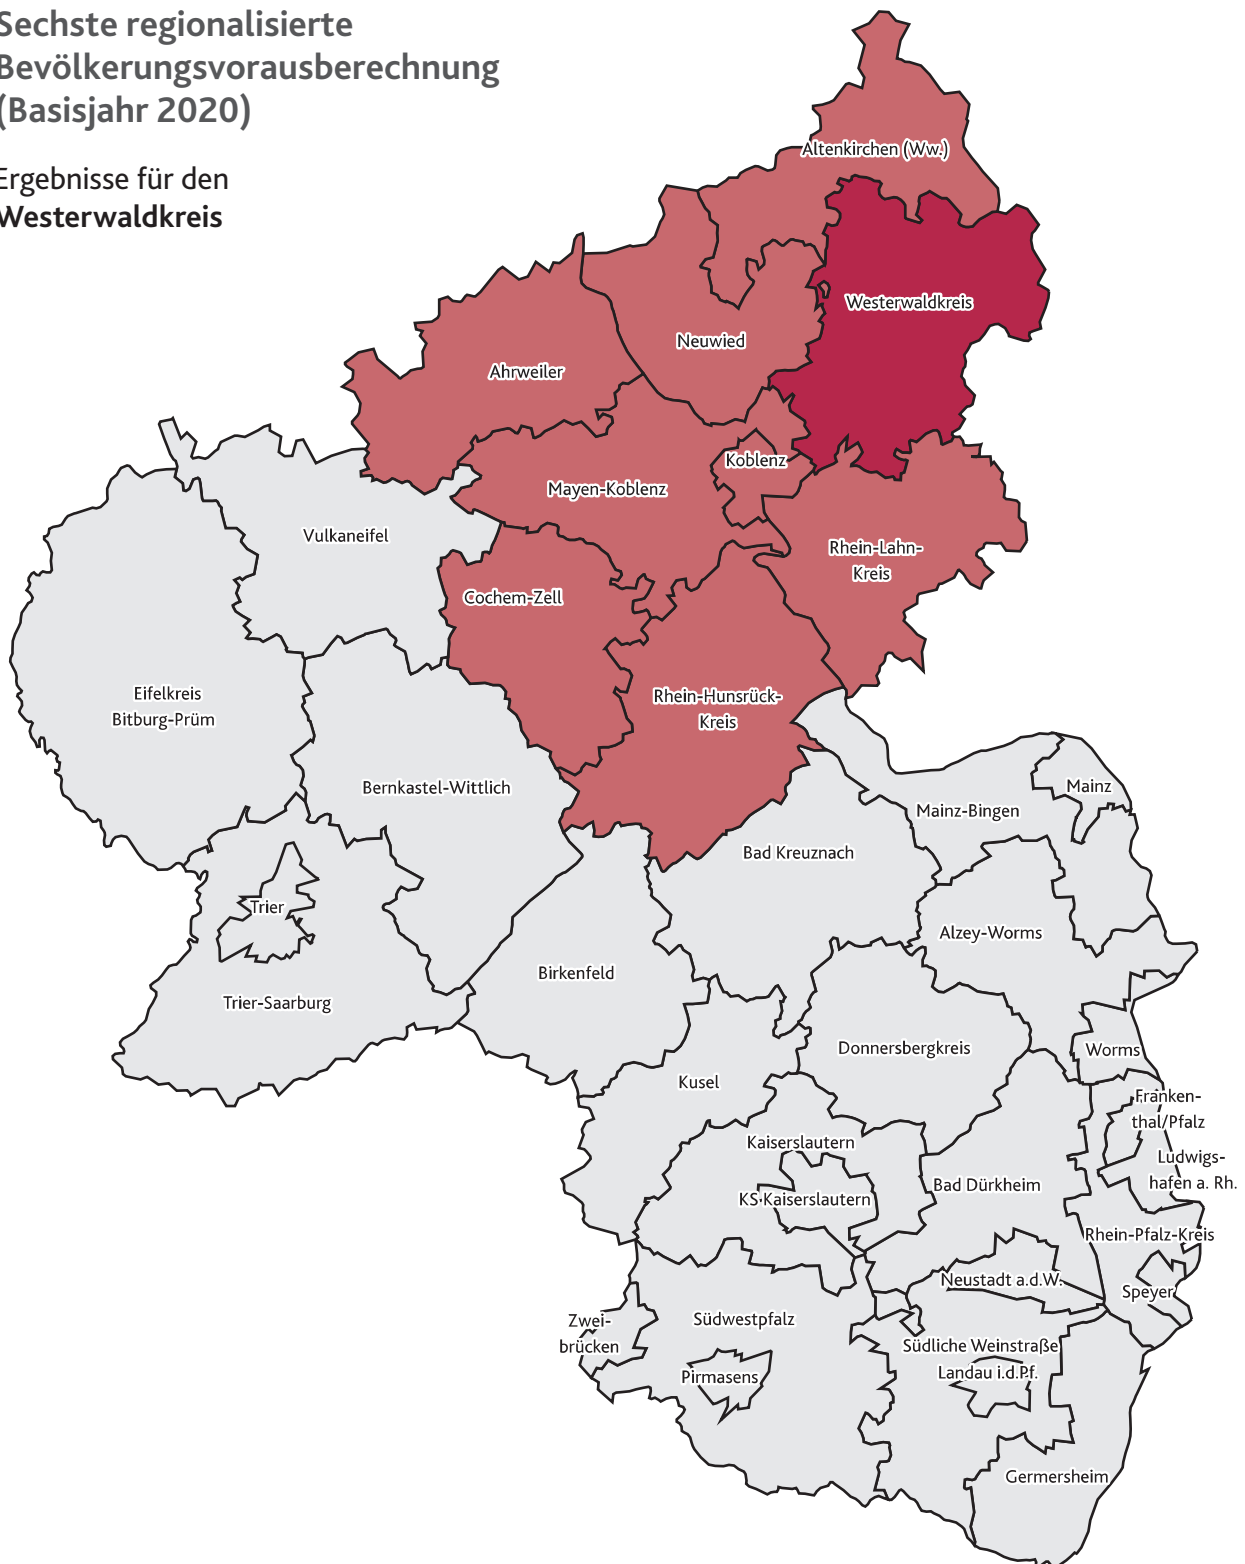 Sechste regionalisierte
Bevölkerungsvorausberechnung
(Basisjahr 2020)
Ergebnisse für den
Westerwaldkreis
Altenkirchen (Ww.)
Westerwaldkreis
Neuwied
Ahrweiler
Koblenz
Mayen-Koblenz
Vulkaneifel
Rhein-Lahn-
Kreis
Cochem-Zell
Eifelkreis
Bitburg-Prüm
Rhein-Hunsrück-
Kreis
Bernkastel-Wittlich
Mainz
Mainz-Bingen
Bad Kreuznach
Trier
Alzey-Worms
Birkenfeld
Trier-Saarburg
Donnersbergkreis
Worms
Kusel
Franken-
thal/Pfalz
Kaiserslautern
Ludwigs-
hafen a. Rh.
Bad Dürkheim
KS-Kaiserslautern
Rhein-Pfalz-Kreis
Neustadt a.d.W.
Speyer
Zwei-
brücken
Südwestpfalz
Südliche Weinstraße
Landau i.d.Pf.
Pirmasens
Germersheim